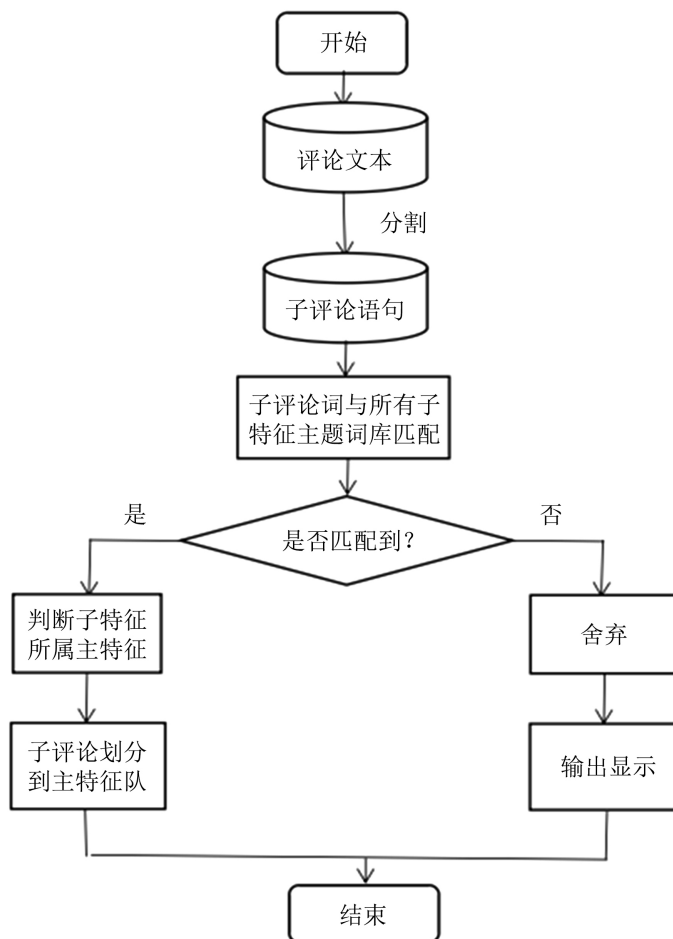 开始
评论文本
分割
子评论语句
子评论词与所有子
特征主题词库匹配
是
否
是否匹配到？
判断子特征
所属主特征
舍弃
子评论划分
到主特征队
输出显示
结束